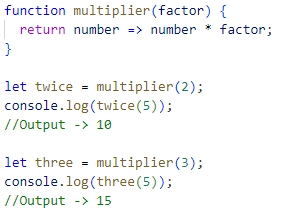 function multiplier(factor) {
  return number => number * factor;
}

let twice = multiplier(2);
console.log(twice(5));
//Output -> 10

let three = multiplier(3);
console.log(three(5));
//Output -> 15